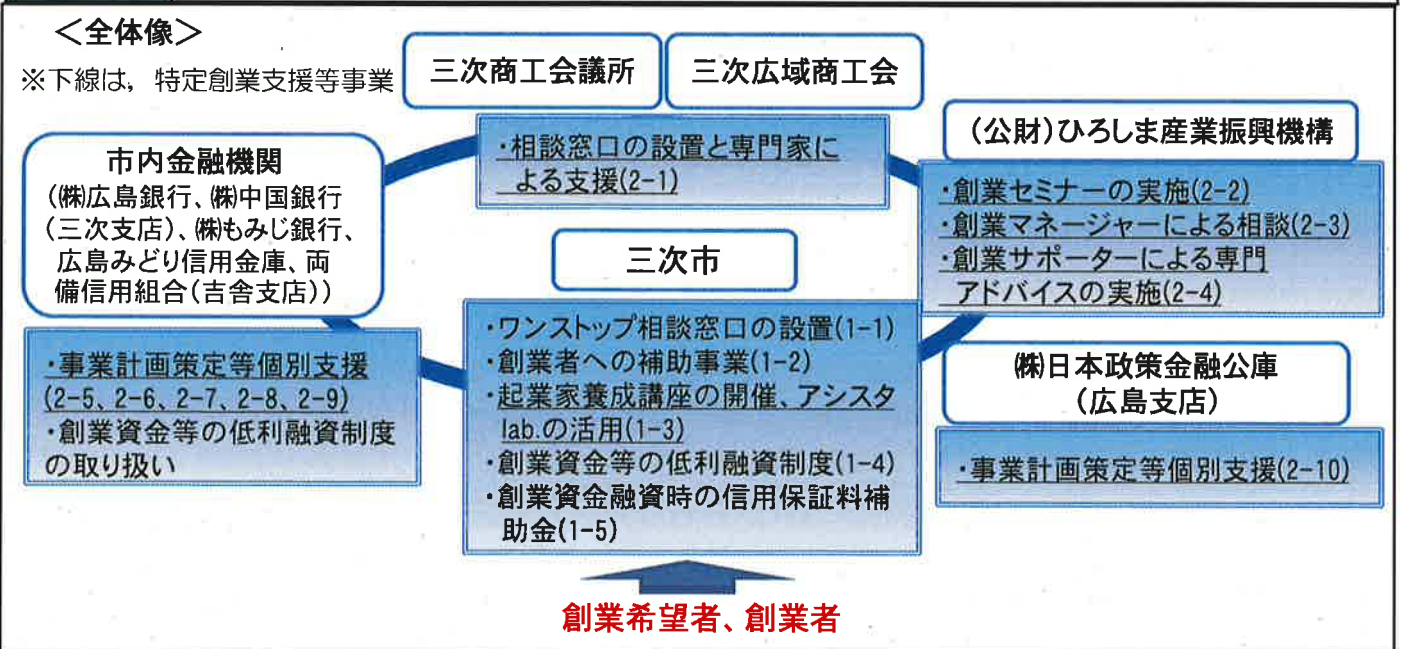 ＜全体像＞
※下線は，特定創業支援等事業
三次商工会議所
三次広域商工会
・相談窓口の設置と専門家に
よる支援(2-1)
(公財)ひろしま産業振興機構
・創業セミナーの実施(2-2)
・創業マネージャーによる相談(2-3)
・創業サポーターによる専門
アドバイスの実施(2-4)
市内金融機関
(㈱広島銀行、㈱中国銀行
(三次支店)、㈱もみじ銀行、
広島みどり信用金庫、両
備信用組合(吉舎支店))
・事業計画策定等個別支援
(2-5、2-6、2-7、2-8、2-9)
・創業資金等の低利融資制度
の取り扱い
三次市
・ワンストップ相談窓口の設置(1-1)
・創業者への補助事業(1-2)
・起業家養成講座の開催、アシスタ
lab.の活用(1-3)
・創業資金等の低利融資制度(1-4)
・創業資金融資時の信用保証料補
助金(1-5)
㈱日本政策金融公庫
(広島支店)
・事業計画策定等個別支援(2-10)
創業希望者、創業者